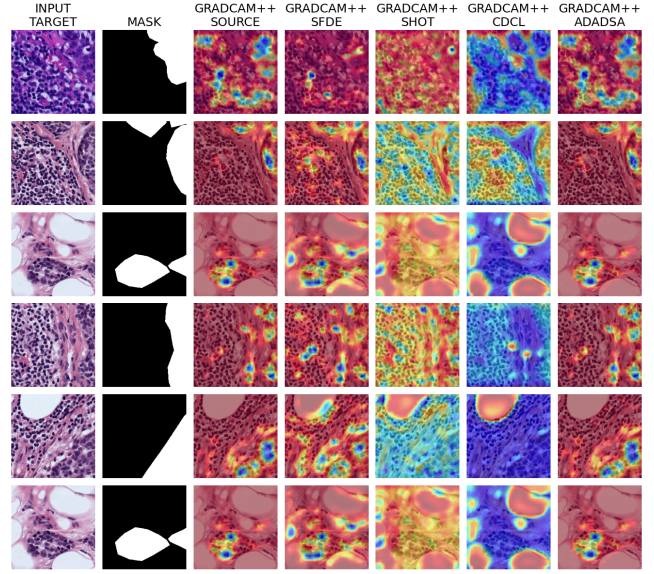 INPUT
TARGET
MASK
GRADCAM++
SOURCE
GRADCAM++
SFDE
GRADCAM++
SHOT
GRADCAM++
CDCL
GRADCAM++
ADADSA